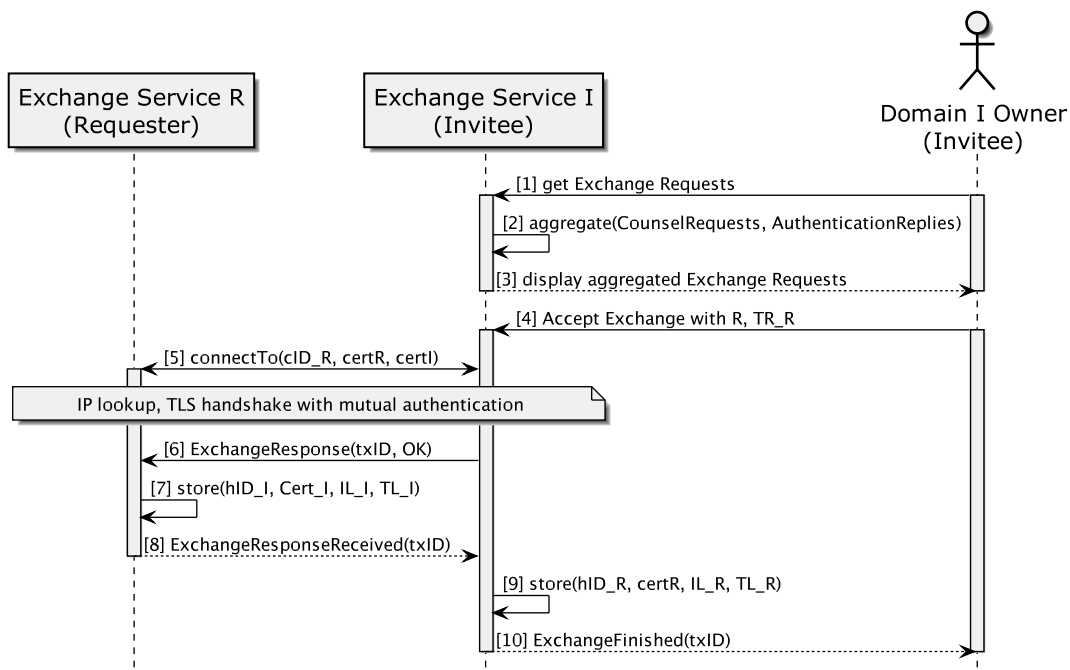 Exchange Service R
(Requester)
Exchange Service I
(Invitee)
Domain I Owner
(Invitee)
[1] get Exchange Requests
[2] aggregate(CounselRequests, AuthenticationReplies)
[3] display aggregated Exchange Requests
[4] Accept Exchange with R, TR_R
[5] connectTo(cID_R, certR, certI)
IP lookup, TLS handshake with mutual authentication
[6] ExchangeResponse(txID, OK)
[7] store(hID_I, Cert_I, IL_I, TL_I)
[8] ExchangeResponseReceived(txID)
[9] store(hID_R, certR, IL_R, TL_R)
[10] ExchangeFinished(txID)